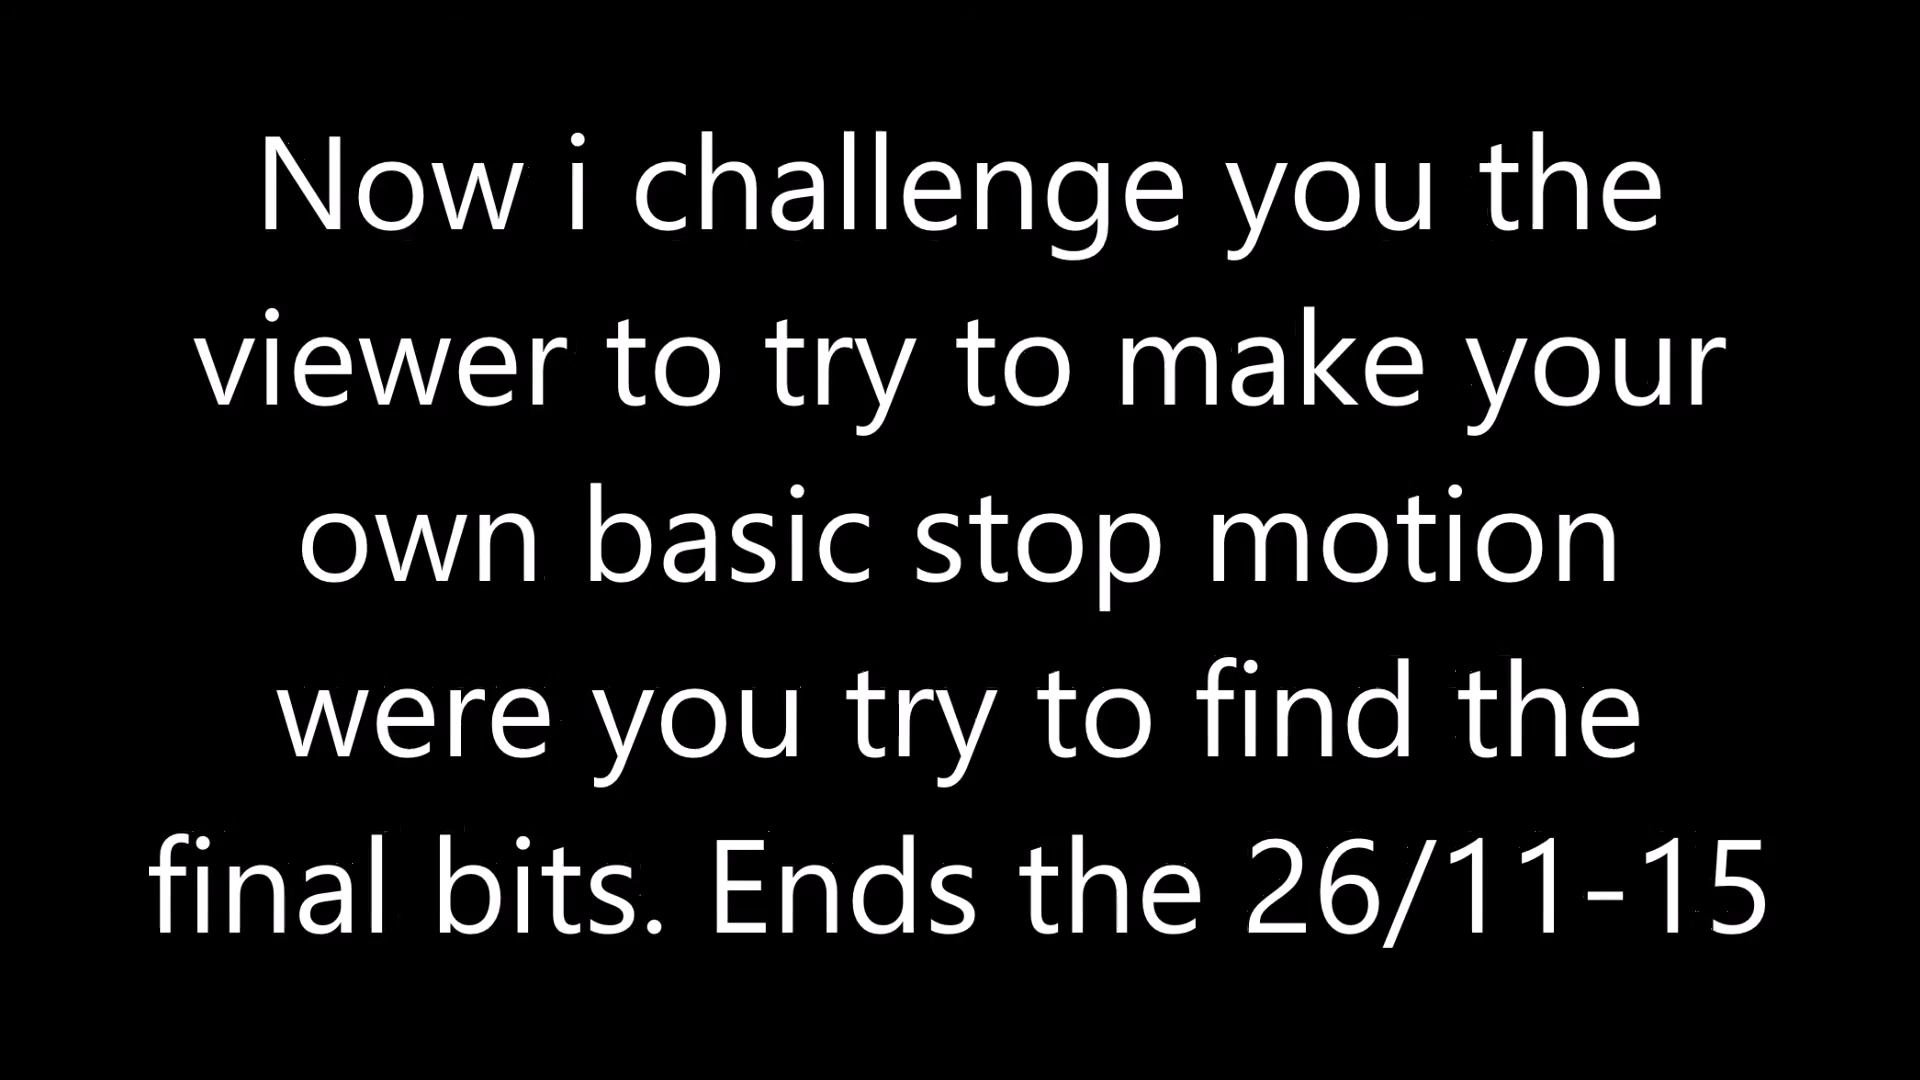 Now i challenge you the
viewer to try to make your
own basic stop motion
were you try to find the
final bits. Ends the 26/11-15